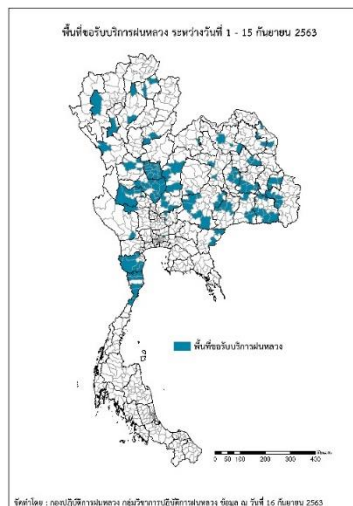 พื้นที่ขอรับบริการฝนหลวง ระหว่างวันที่ 1 - 15 กันยายน 2563
พื้นที่ขอรับบริการฝนหลวง
0 50 100 200 300 400
จัดทำโดย : กองปฏิบัติการฝนหลวง กลุ่มวิชาการปฏิบัติการฝนหลวง ข้อมูล ณ วันที่ 16 กันยายน 2563